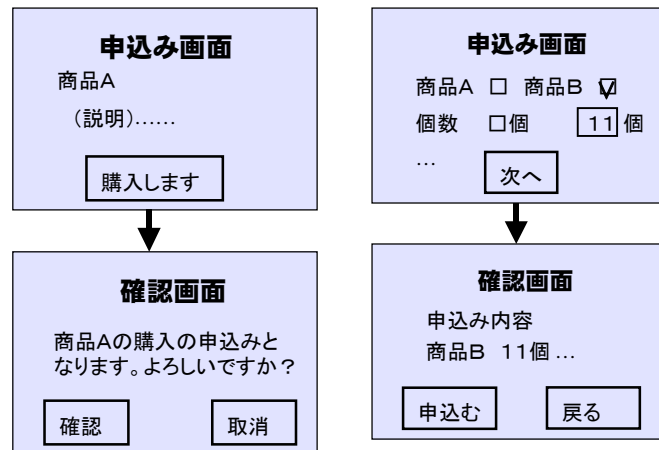 申込み画面
商品A
(説明)……
購入します
確認画面
商品Aの購入の申込みと
なります。よろしいですか?
確認 取消
申込み画面
商品A □ 商品B ☑
個数 □個 11 個
…
次へ
確認画面
申込み内容
商品B 11個 …
申込む 戻る